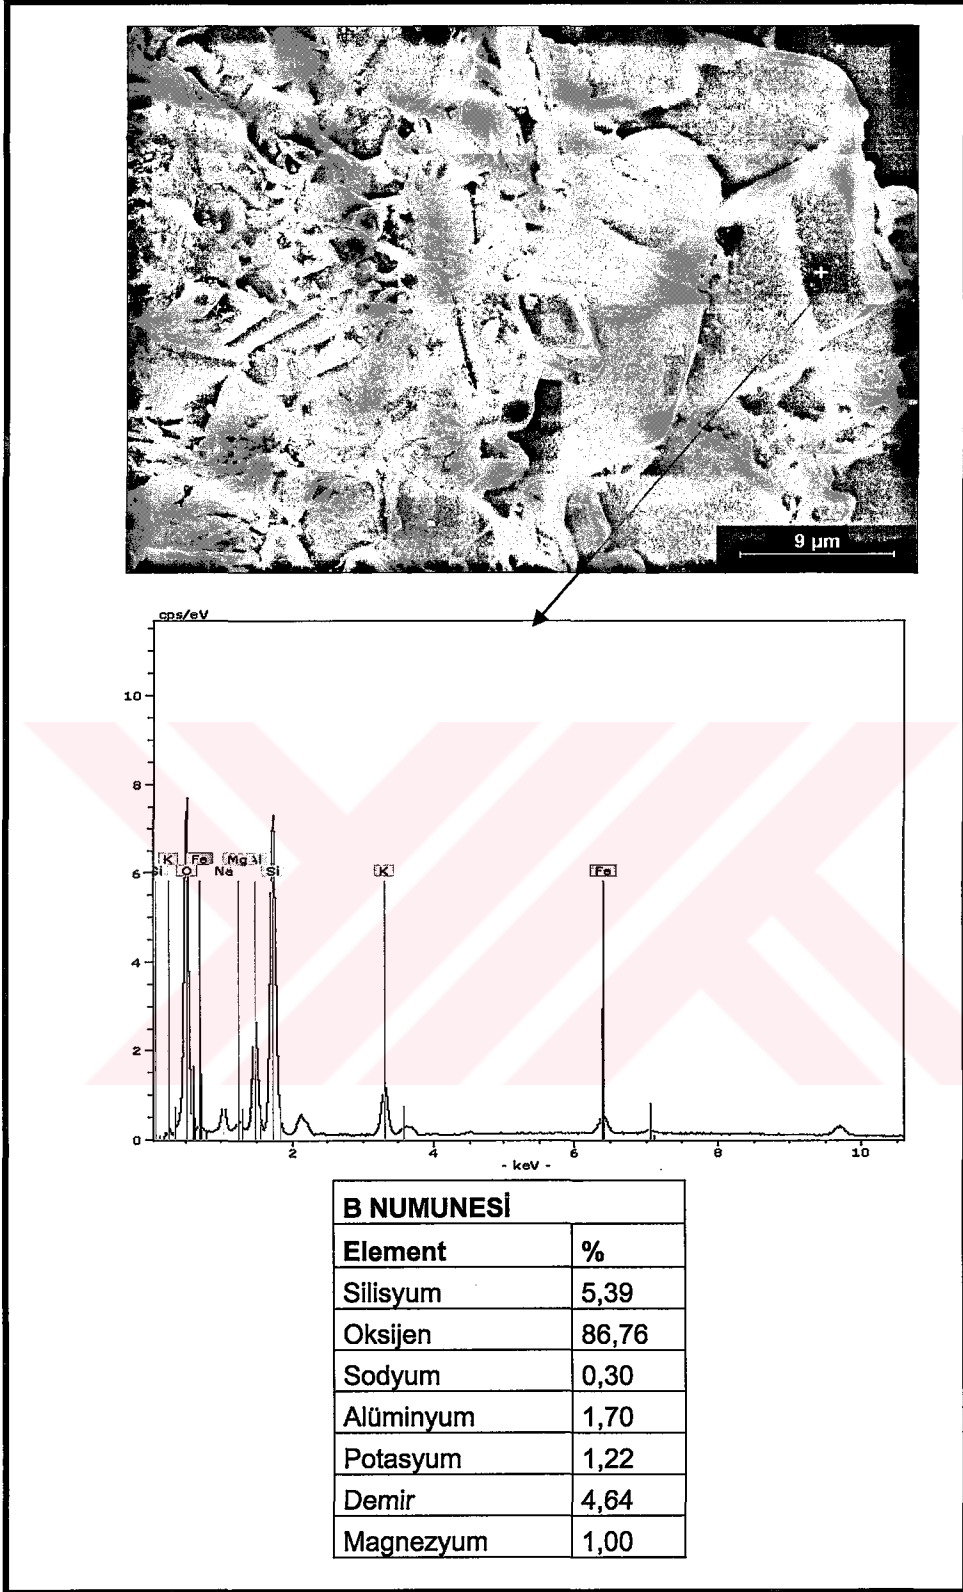 9 µm
cps/eV
10
8
K Fe Mg Al
Si O Na Si K Fe
6
4
2
0
2 4 6 8 10
- keV -
B NUMUNESİ
Element %
Silisyum 5,39
Oksijen 86,76
Sodyum 0,30
Alüminyum 1,70
Potasyum 1,22
Demir 4,64
Magnezyum 1,00